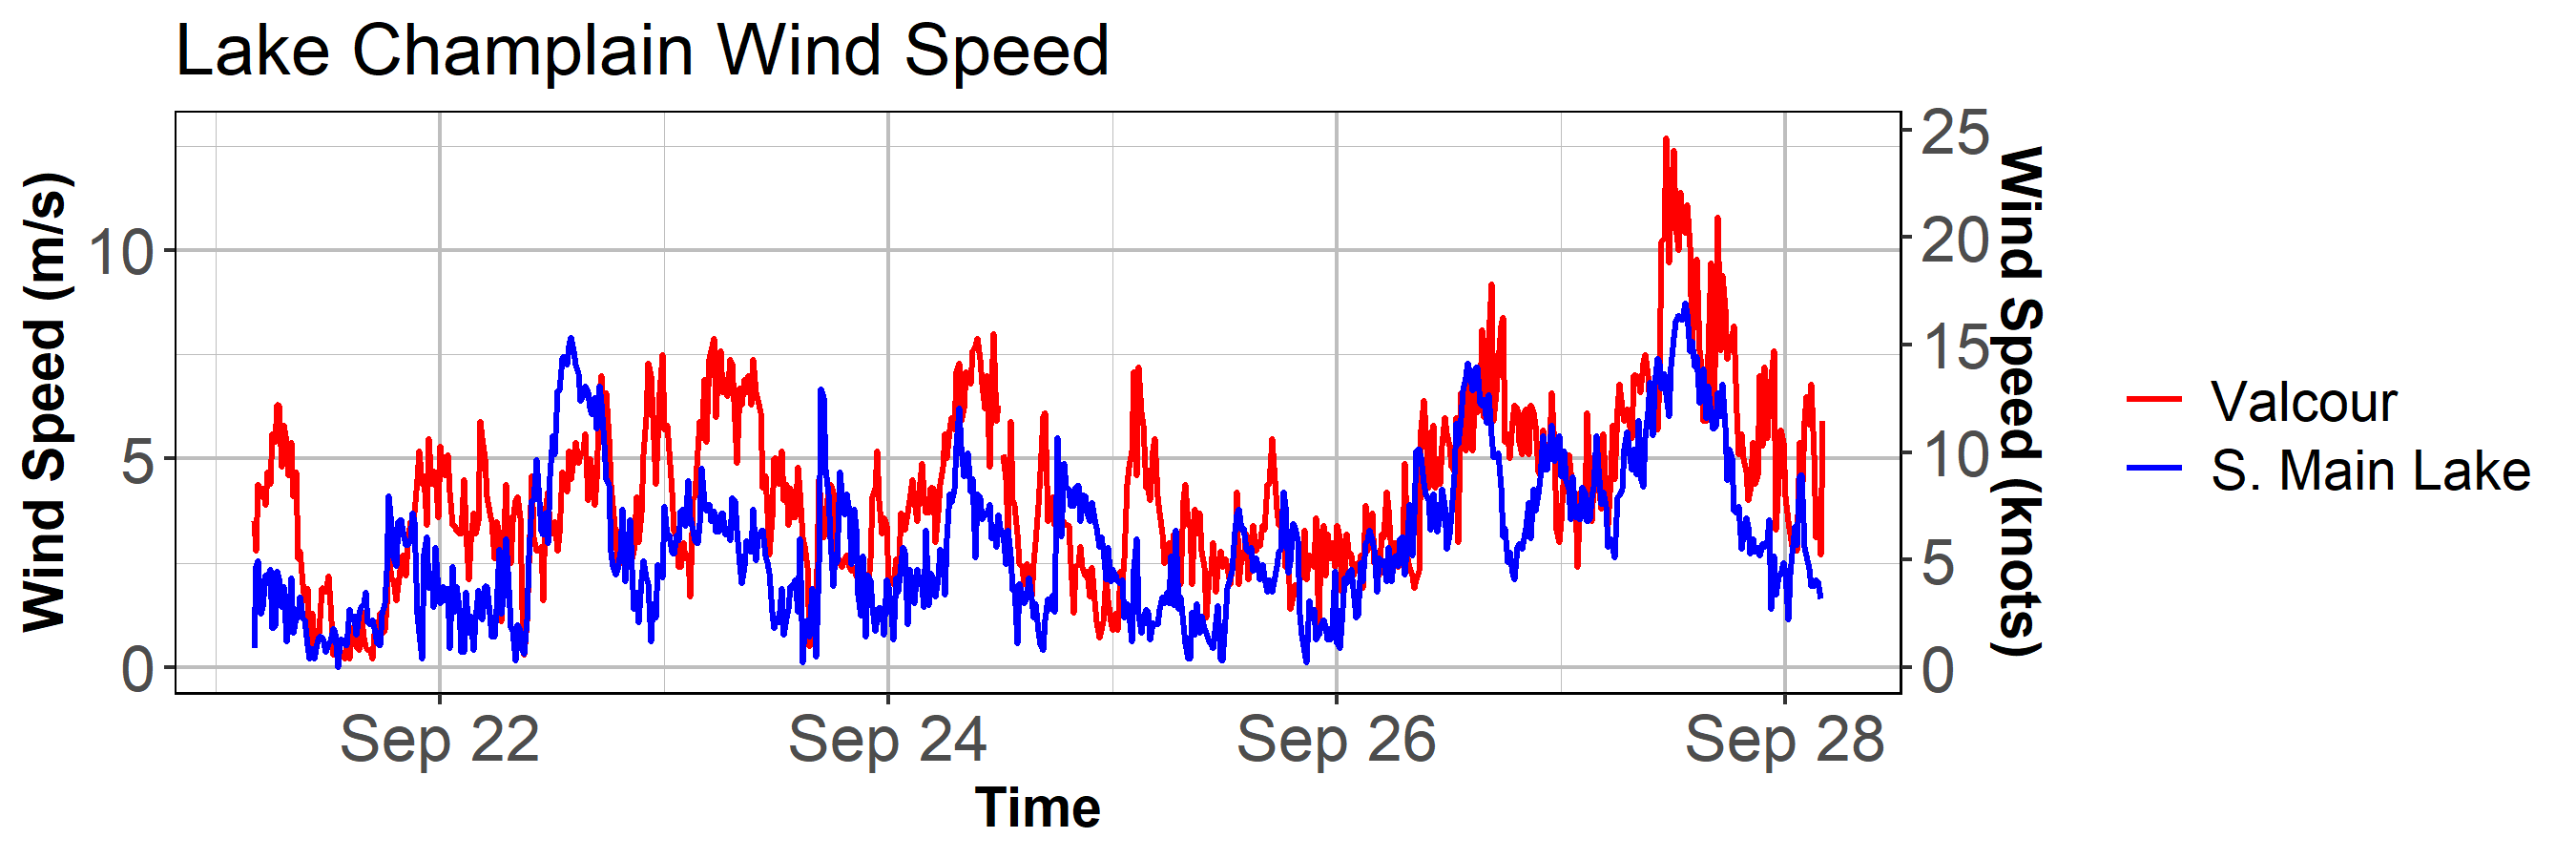 Lake Champlain Wind Speed
Wind Speed (m/s)
10
5
0
25
20
15
10
5
0
Wind Speed (knots)
Sep 22
Sep 24
Sep 26
Sep 28
Time
Valcour
S. Main Lake